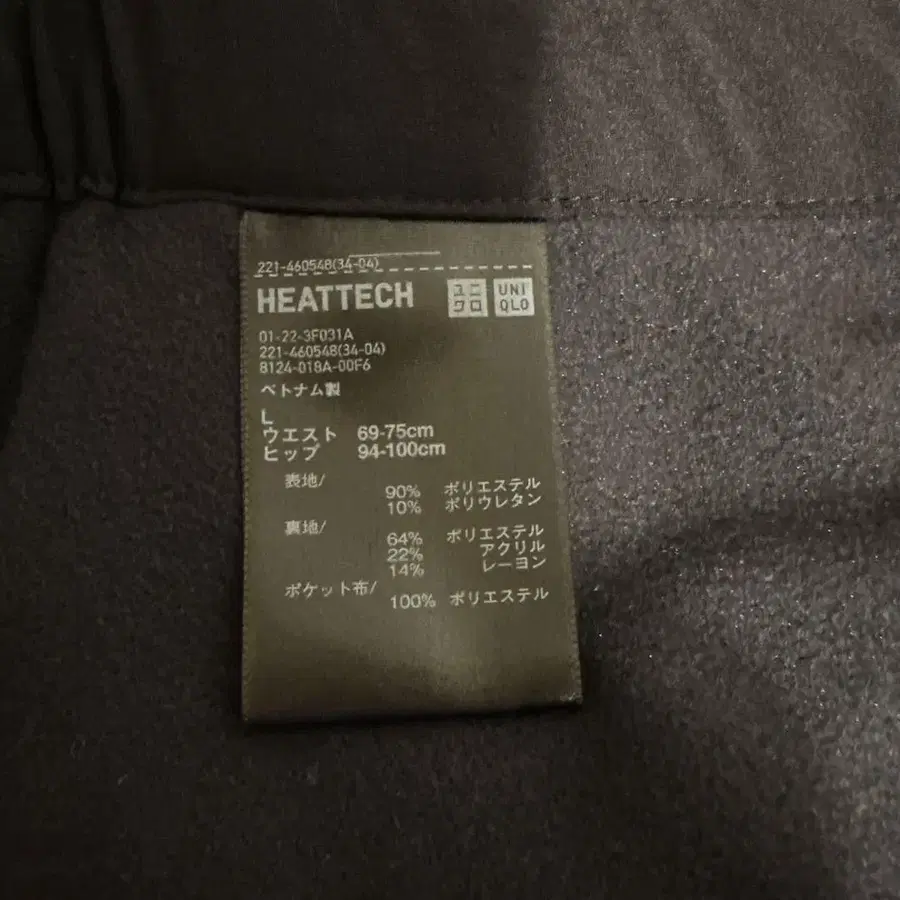 221-460548(34-04)
HEATTECH ユニクロ UNIQLO
01-22-3F031A
221-460548(34-04)
8124-018A-00F6
ベトナム製
L
ウエスト 69-75cm
ヒップ 94-100cm
表地/
90% ポリエステル
10% ポリウレタン
裏地/
64% ポリエステル
22% アクリル
14% レーヨン
ポケット布/
100% ポリエステル